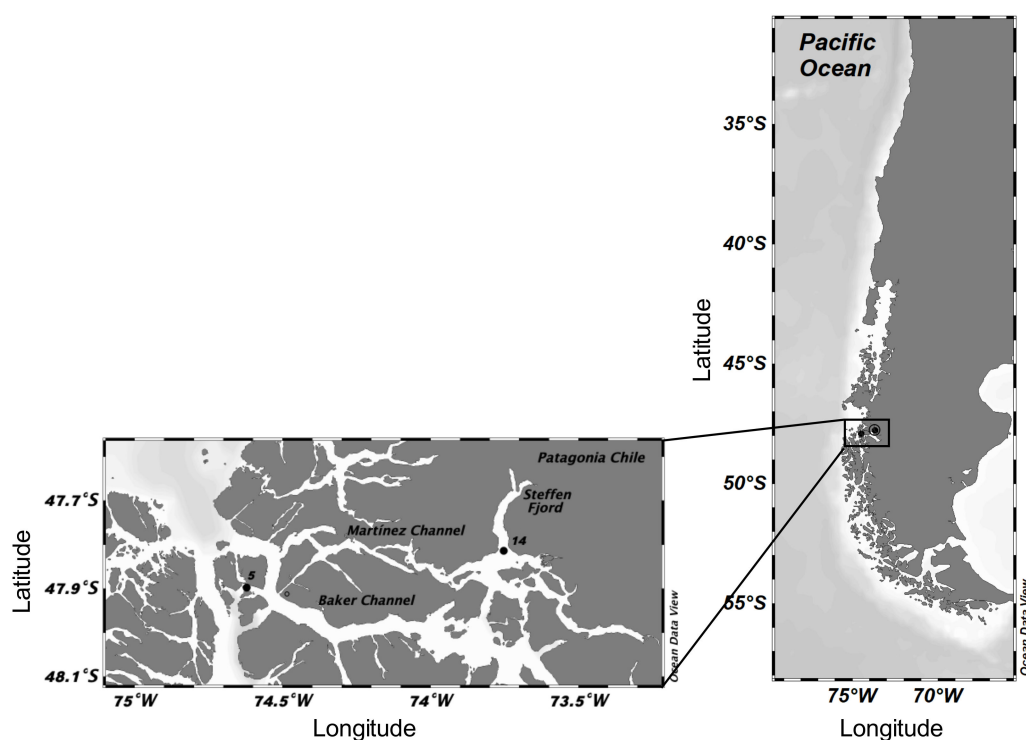 Pacific
Ocean
35°S
40°S
45°S
50°S
55°S
Latitude
75°W
70°W
Longitude
Ocean Data View
Patagonia Chile
Steffen
Fjord
Martínez Channel
14
5
Baker Channel
47.7°S
47.9°S
48.1°S
Latitude
75°W
74.5°W
74°W
73.5°W
Longitude
Ocean Data View